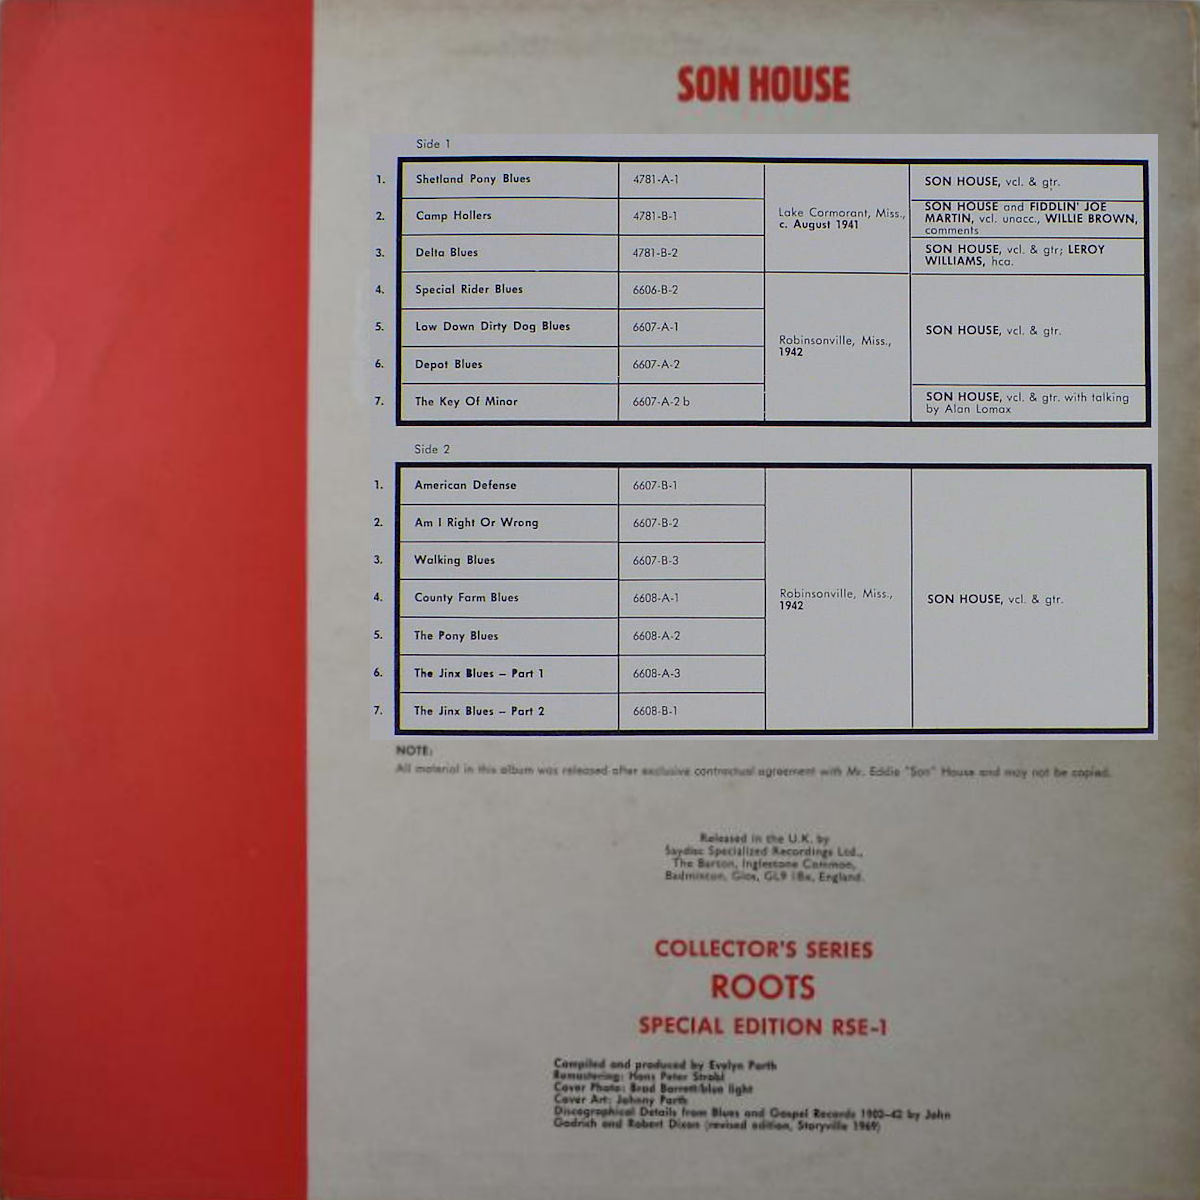 SON HOUSE
Side 1
1. Shetland Pony Blues 4781-A-1 Lake Cormorant, Miss., c. August 1941 SON HOUSE, vcl. & gtr.
2. Camp Hollers 4781-B-1 SON HOUSE and FIDDLIN' JOE MARTIN, vcl. unacc., WILLIE BROWN, comments
3. Delta Blues 4781-B-2 SON HOUSE, vcl. & gtr; LEROY WILLIAMS, hca.
4. Special Rider Blues 6606-B-2 Robinsonville, Miss., 1942 SON HOUSE, vcl. & gtr.
5. Low Down Dirty Dog Blues 6607-A-1
6. Depot Blues 6607-A-2
7. The Key Of Minor 6607-A-2 b SON HOUSE, vcl. & gtr. with talking by Alan Lomax
Side 2
1. American Defense 6607-B-1 Robinsonville, Miss., 1942 SON HOUSE, vcl. & gtr.
2. Am I Right Or Wrong 6607-B-2
3. Walking Blues 6607-B-3
4. County Farm Blues 6608-A-1
5. The Pony Blues 6608-A-2
6. The Jinx Blues – Part 1 6608-A-3
7. The Jinx Blues – Part 2 6608-B-1
NOTE:
All material in this album was released after exclusive contractual agreement with Mr. Eddie "Son" House and may not be copied.
Released in the U.K. by
Saydisc Specialized Recordings Ltd.,
The Barton, Inglestone Common,
Badminton, Glos, GL9 1Bx, England.
COLLECTOR'S SERIES
ROOTS
SPECIAL EDITION RSE-1
Compiled and produced by Evelyn Parth
Remastering: Hans Peter Strobl
Cover Photo: Brad Barrett/blue light
Cover Art: Johnny Parth
Discographical Details from Blues and Gospel Records 1902–42 by John
Godrich and Robert Dixon (revised edition, Storyville 1969)